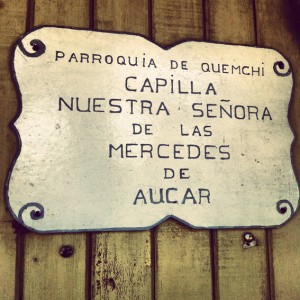 PARROQUIA DE QUEMCHI
CAPILLA
NUESTRA SEÑORA
DE LAS
MERCEDES
DE
AUCAR